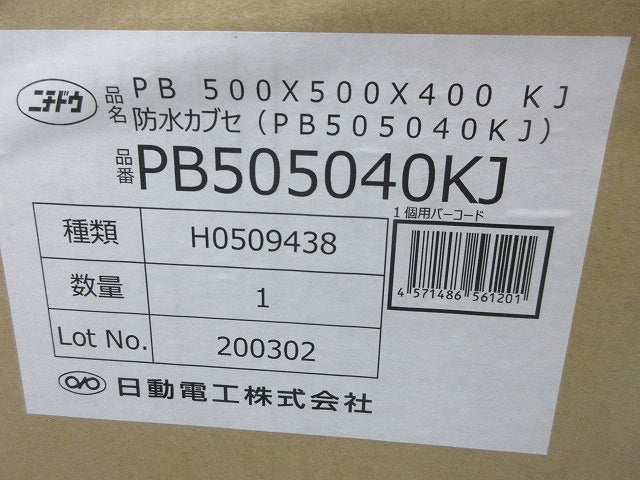 ニチドウ
品名 PB 500X500X400 KJ
防水カブセ(PB505040KJ)
品番 PB505040KJ
1個用バーコード
種類 H0509438
4 571486 561201
数量 1
Lot No. 200302
日動電工株式会社